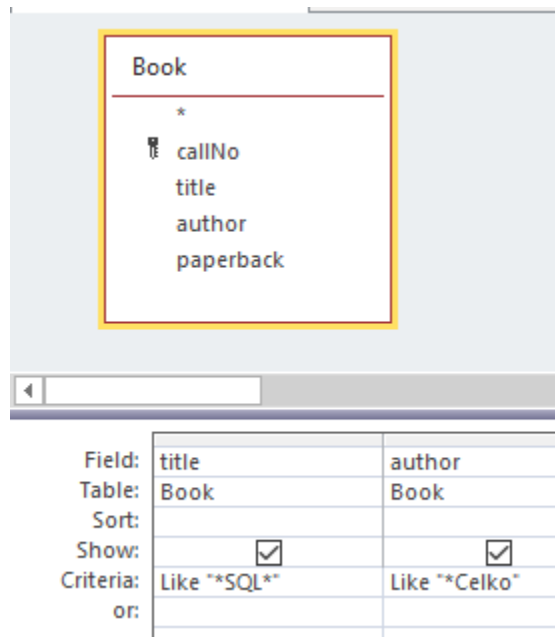 Book
*
callNo
title
author
paperback
Field: title author
Table: Book Book
Sort:
Show:
Criteria: Like "*SQL*" Like "*Celko"
or: